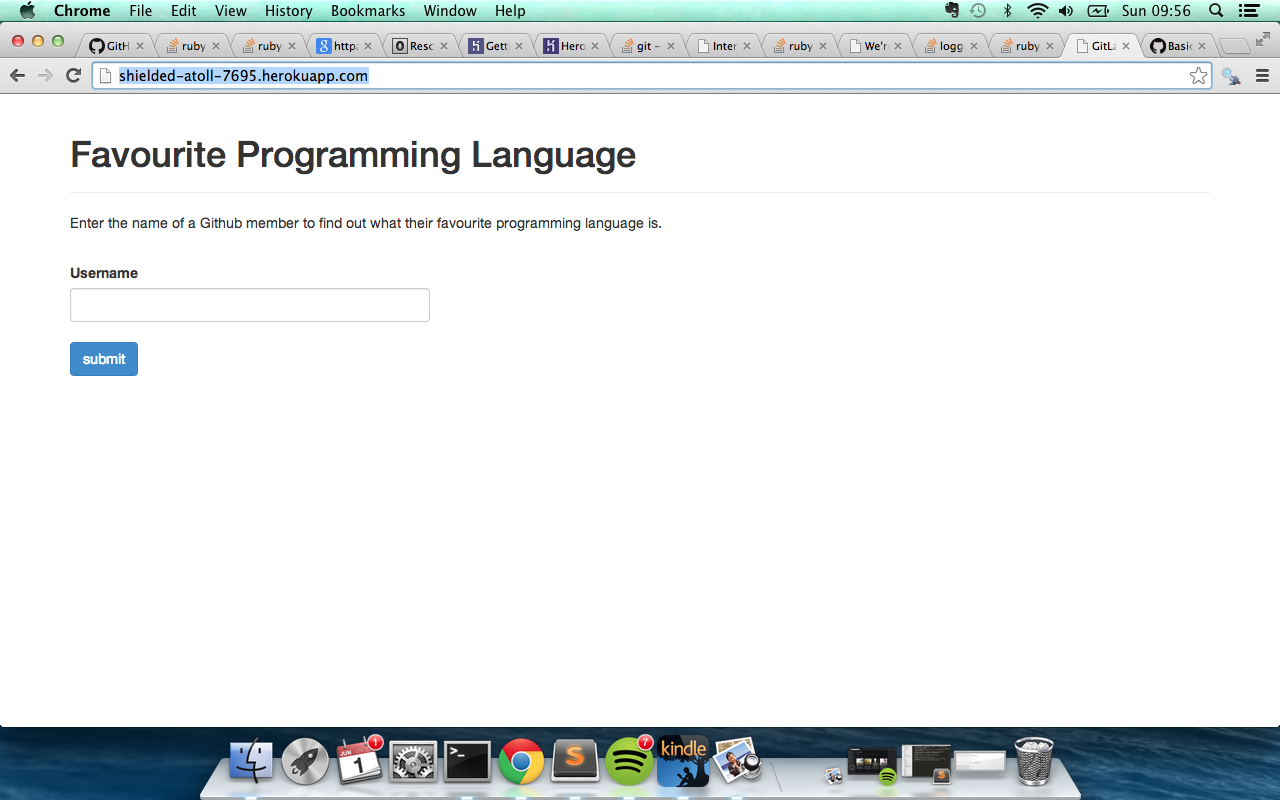 Chrome File Edit View History Bookmarks Window Help Sun 09:56
GitH ruby ruby http: Resc Gett Hero git – Inter ruby We'r logg ruby GitLa Basic
shielded-atoll-7695.herokuapp.com
Favourite Programming Language
Enter the name of a Github member to find out what their favourite programming language is.
Username
submit
JUN
1
1
>_
S
7
kindle
S